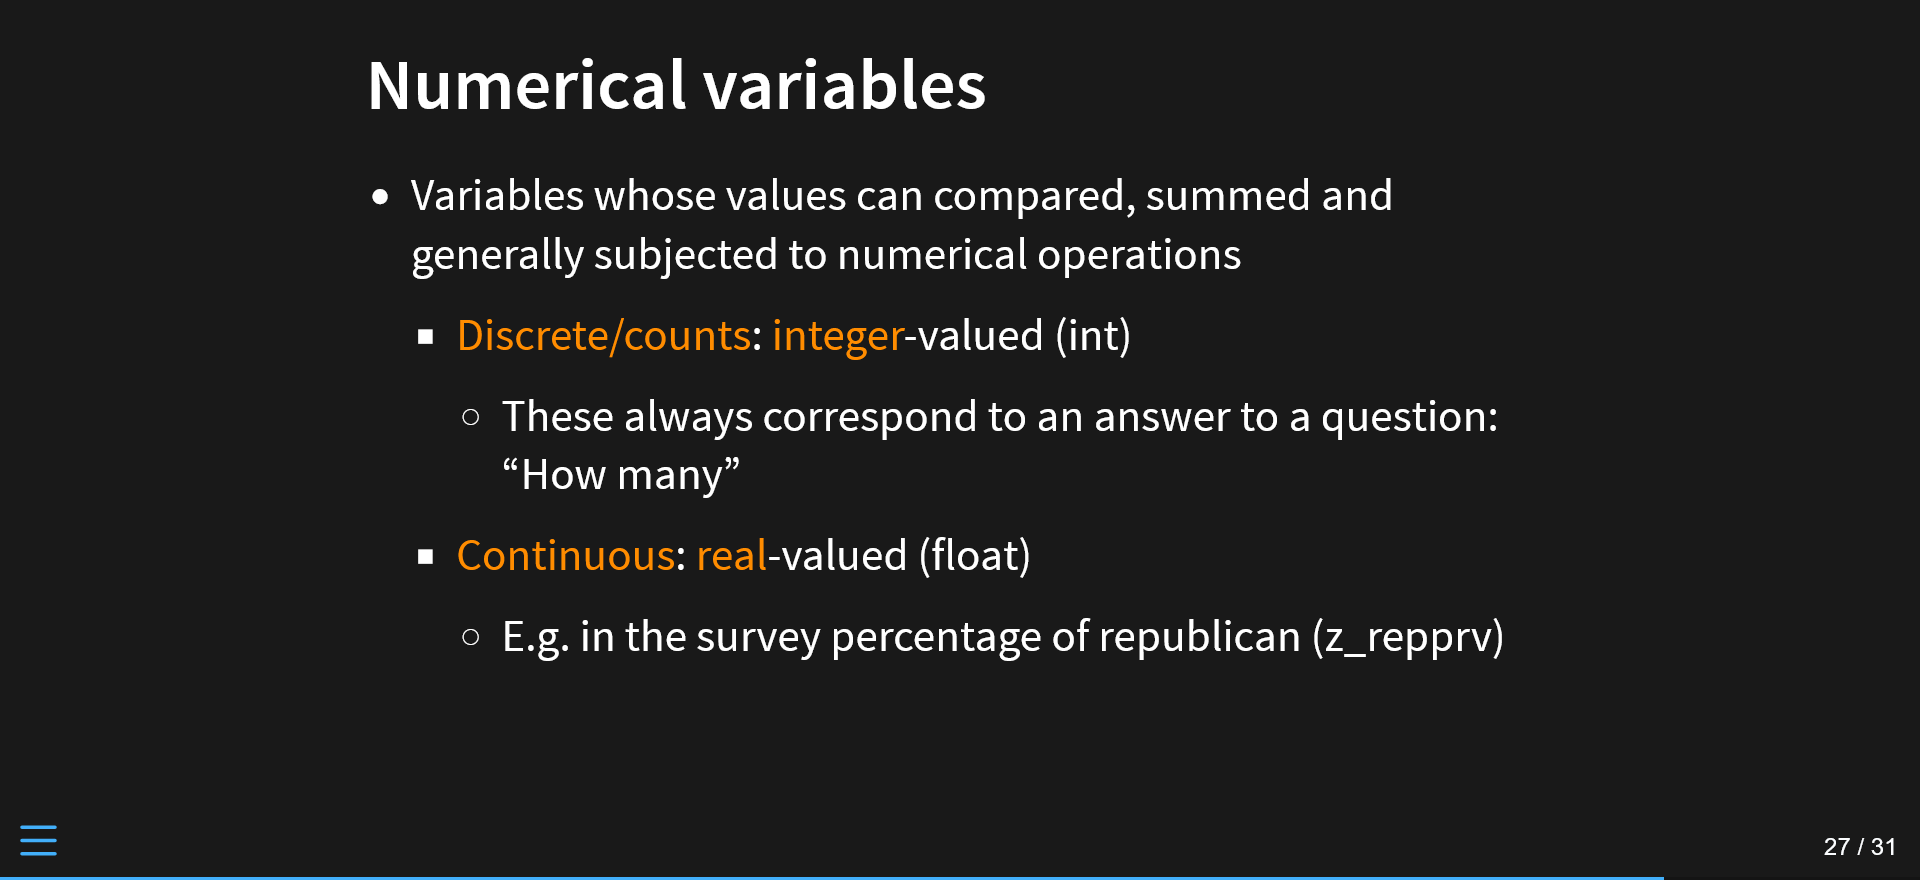 Numerical variables
Variables whose values can compared, summed and
generally subjected to numerical operations
Discrete/counts: integer-valued (int)
These always correspond to an answer to a question:
“How many”
Continuous: real-valued (float)
E.g. in the survey percentage of republican (z_repprv)
27 / 31